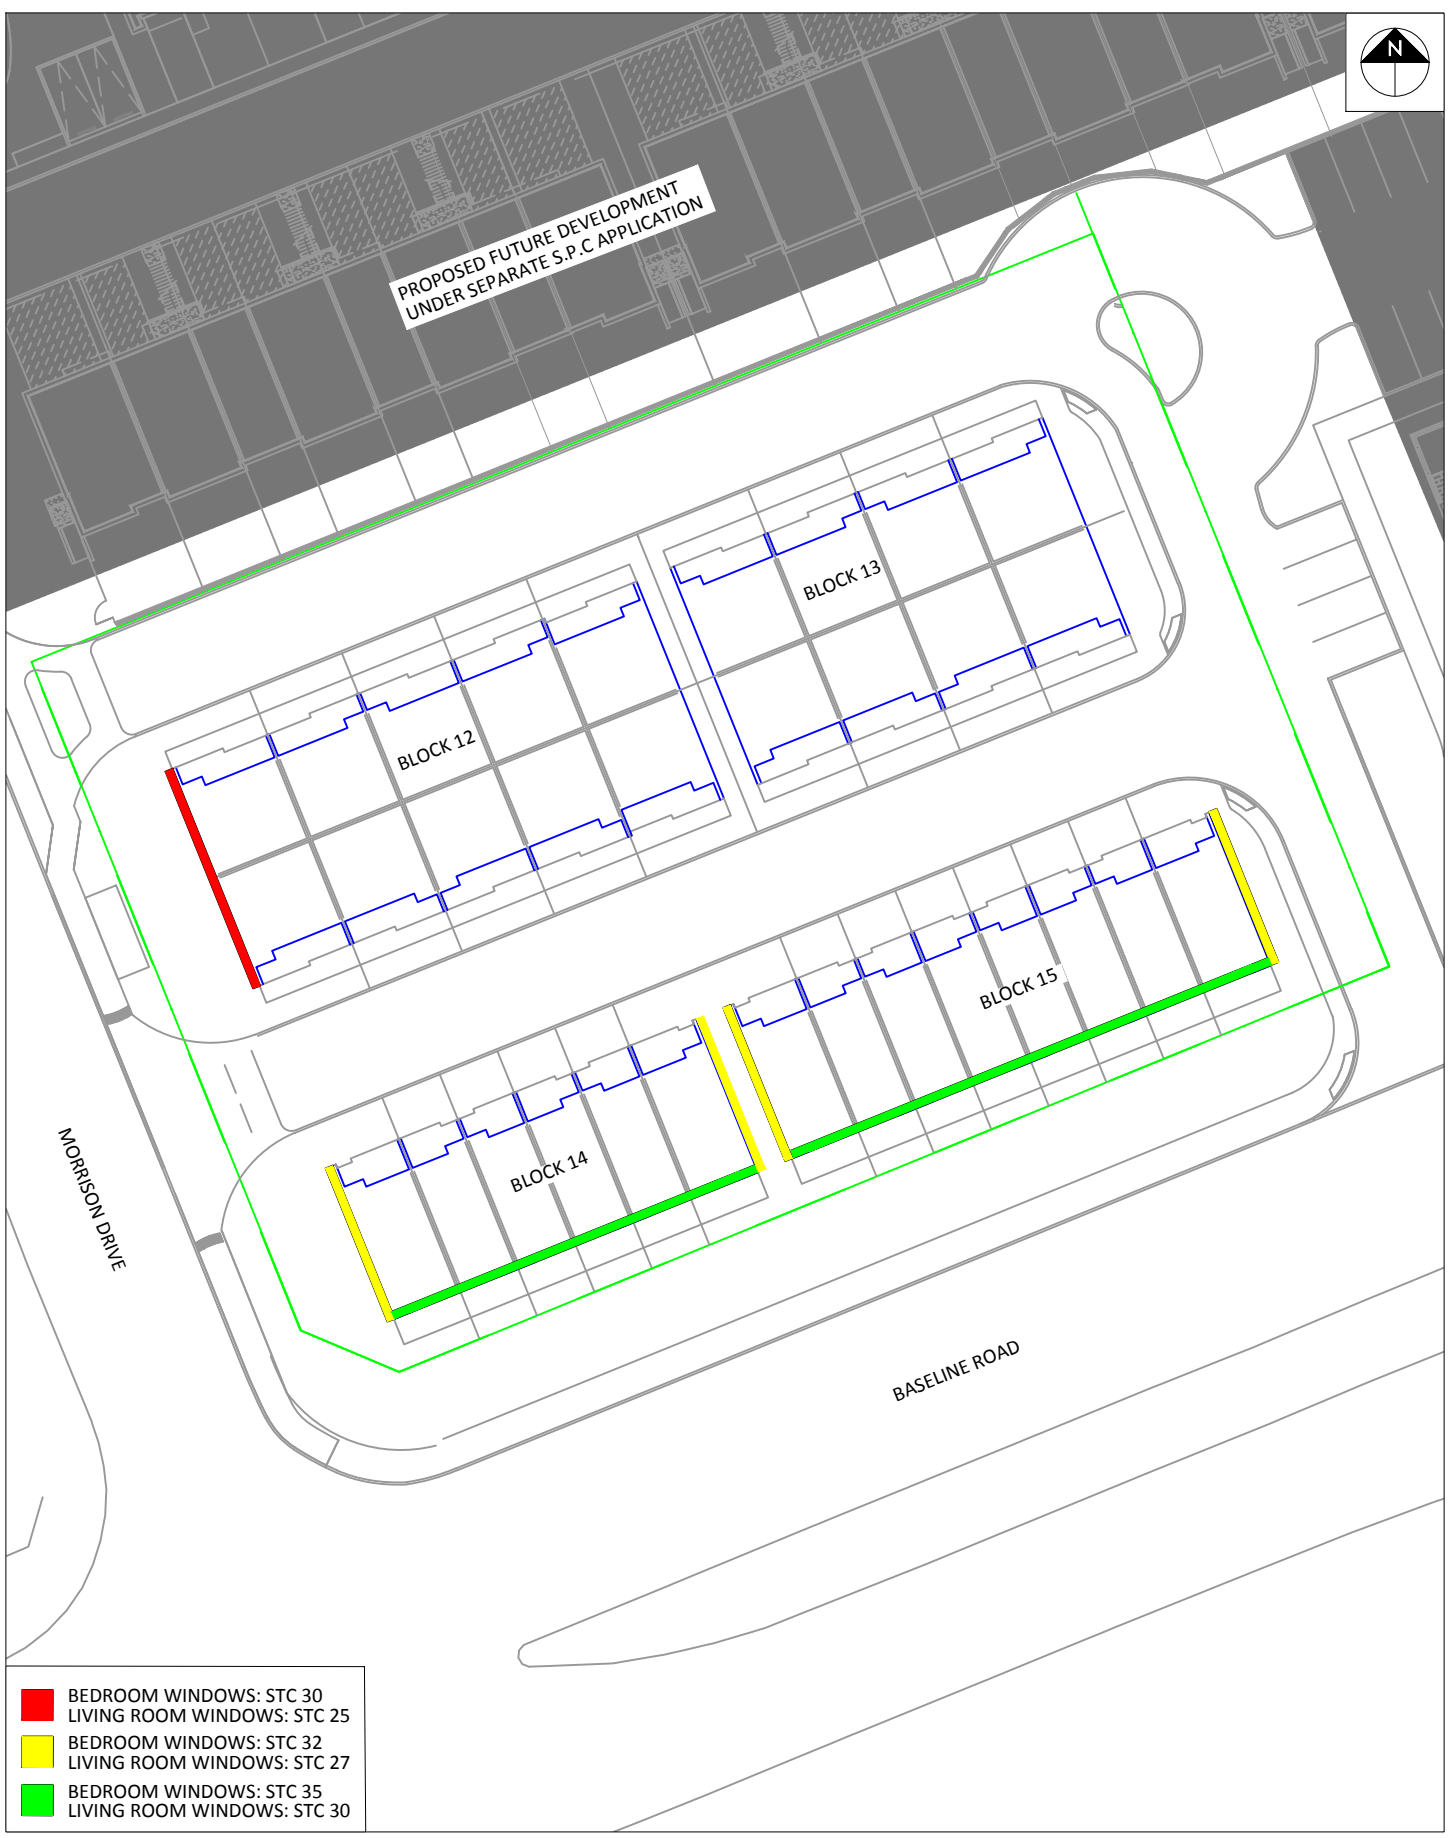 N
PROPOSED FUTURE DEVELOPMENT
UNDER SEPARATE S.P.C APPLICATION
BLOCK 13
BLOCK 12
BLOCK 15
BLOCK 14
MORRISON DRIVE
BASELINE ROAD
BEDROOM WINDOWS: STC 30
LIVING ROOM WINDOWS: STC 25
BEDROOM WINDOWS: STC 32
LIVING ROOM WINDOWS: STC 27
BEDROOM WINDOWS: STC 35
LIVING ROOM WINDOWS: STC 30